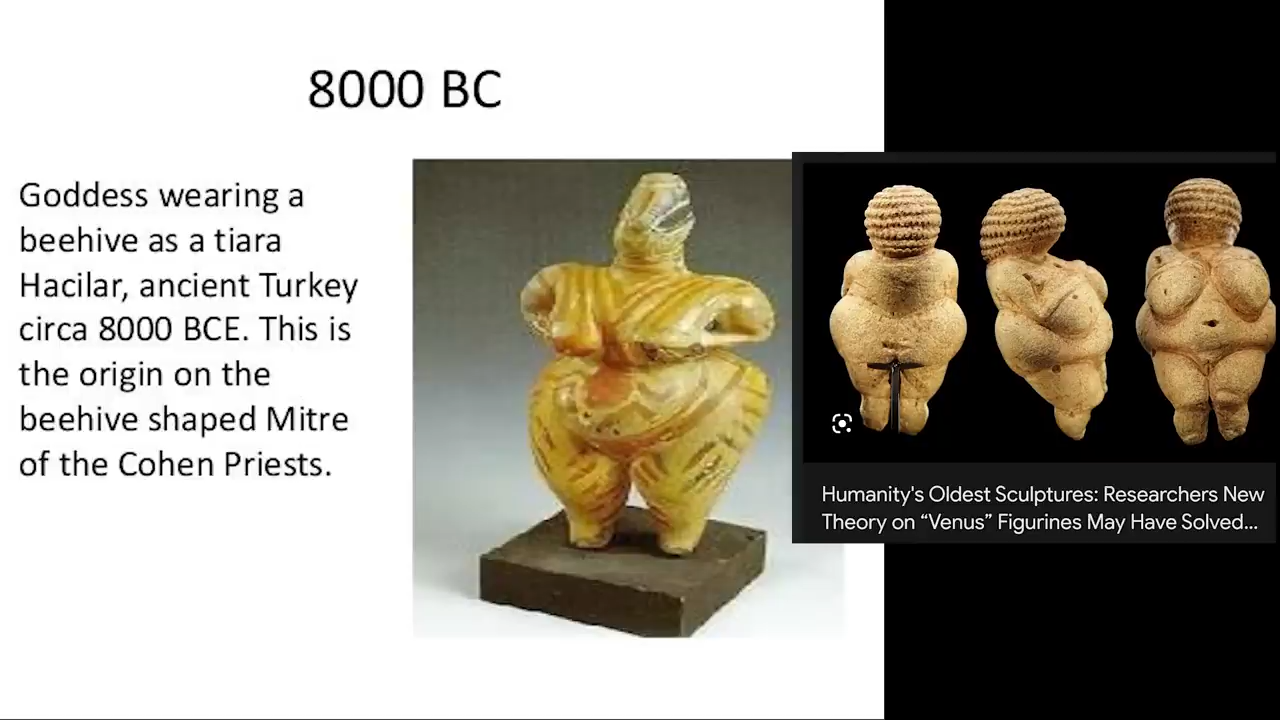 8000 BC
Goddess wearing a
beehive as a tiara
Hacilar, ancient Turkey
circa 8000 BCE. This is
the origin on the
beehive shaped Mitre
of the Cohen Priests.
Humanity's Oldest Sculptures: Researchers New
Theory on “Venus” Figurines May Have Solved...